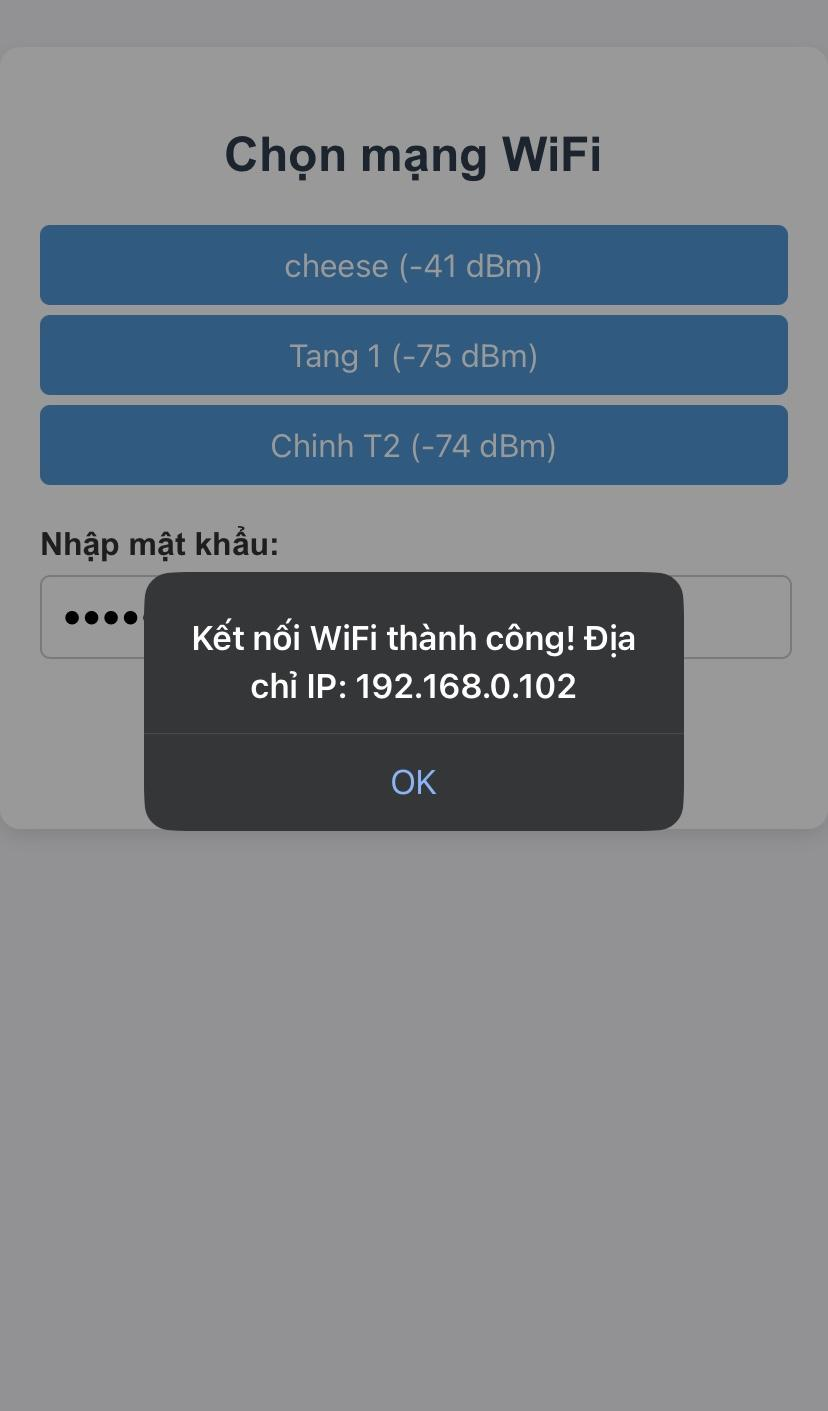 Chọn mạng WiFi
cheese (-41 dBm)
Tang 1 (-75 dBm)
Chinh T2 (-74 dBm)
Nhập mật khẩu:
Kết nối WiFi thành công! Địa
chỉ IP: 192.168.0.102
OK